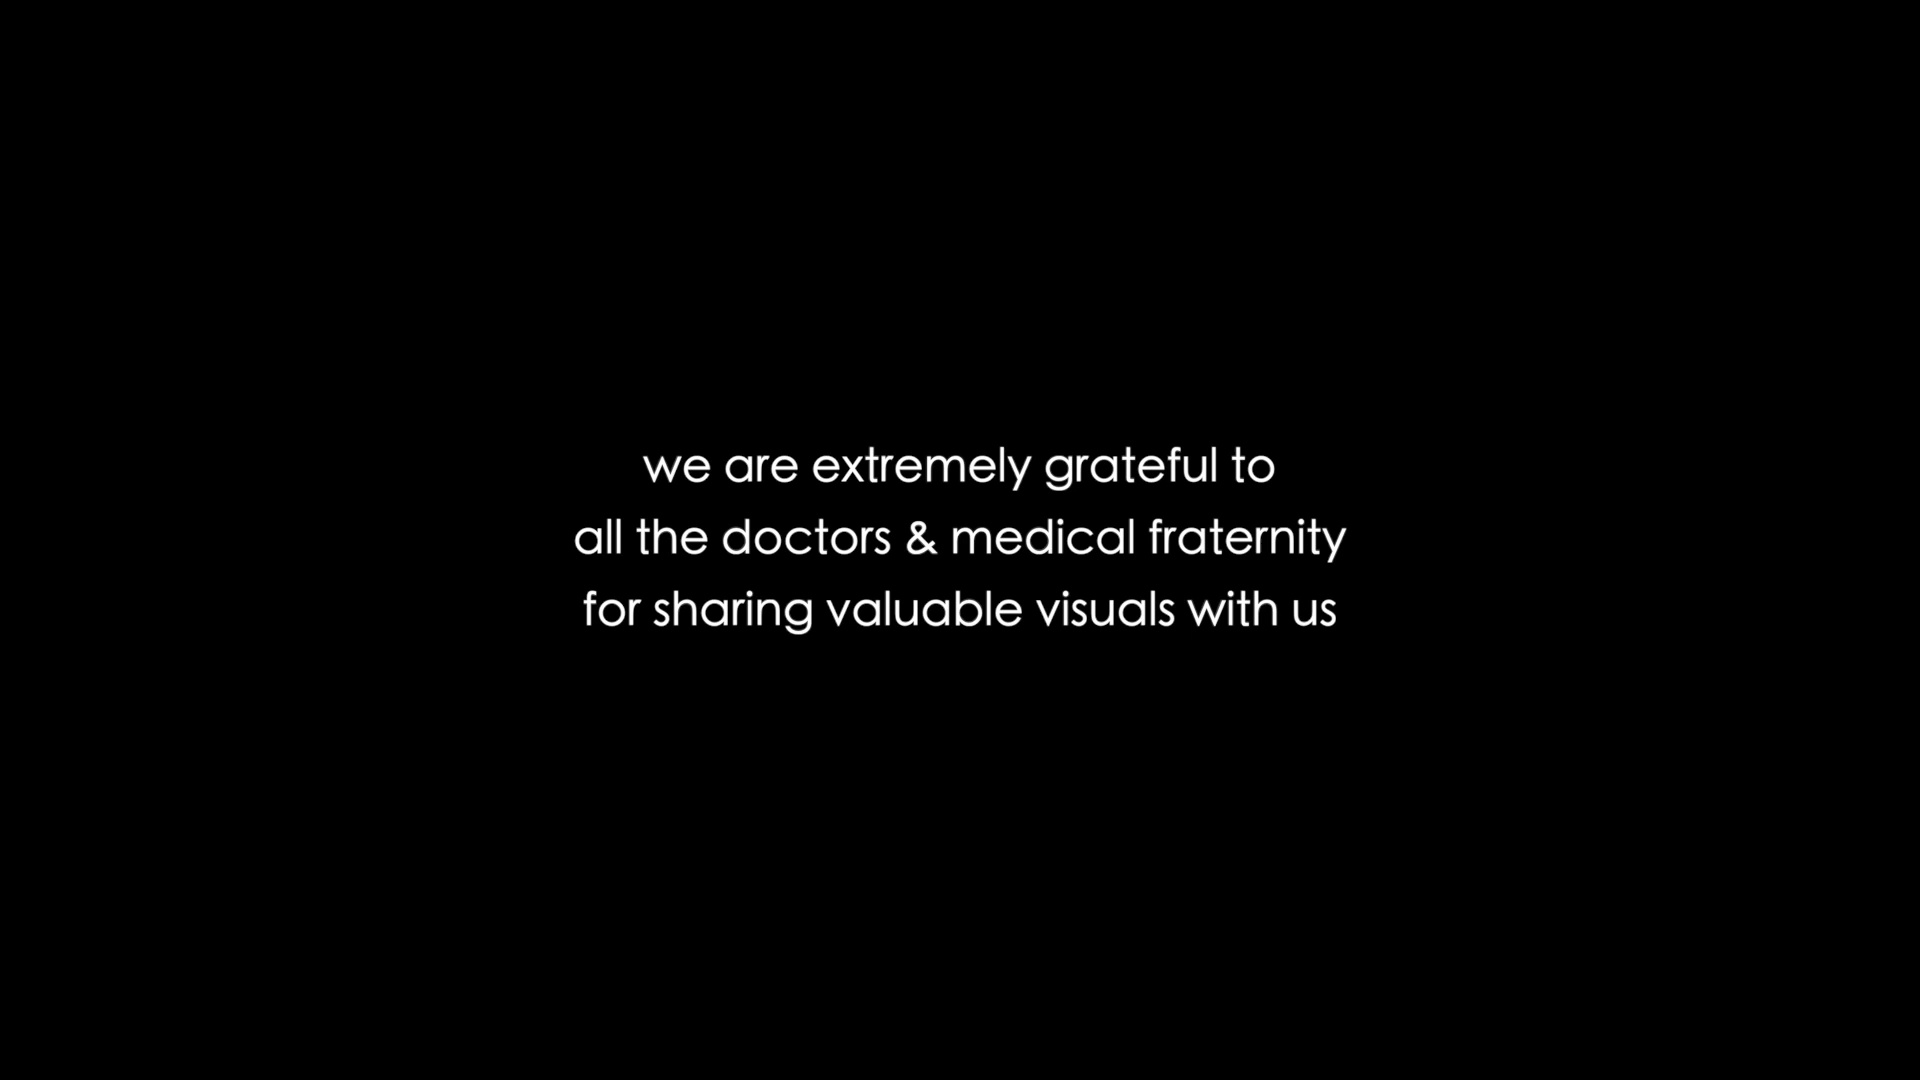 we are extremely grateful to
all the doctors & medical fraternity
for sharing valuable visuals with us